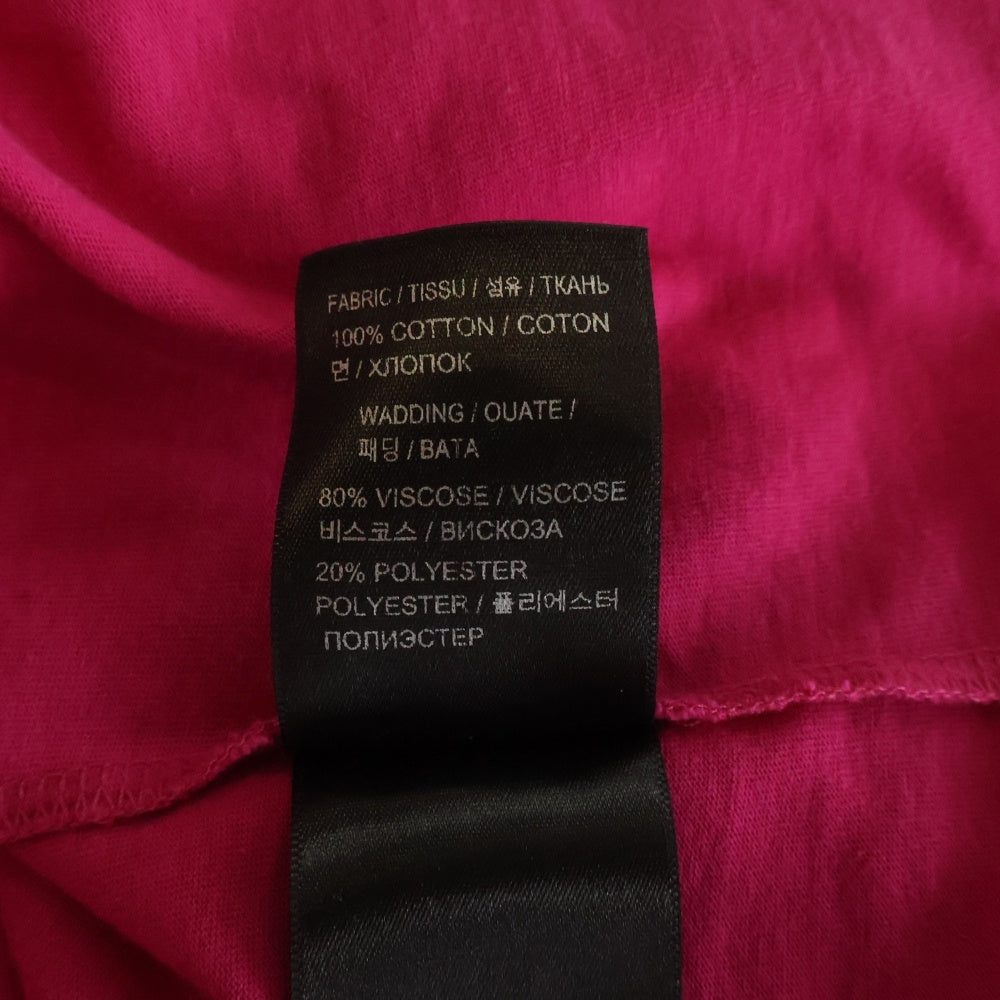 FABRIC / TISSU / 섬유 / ТКАНЬ
100% COTTON / COTON
면 / ХЛОПОК
WADDING / OUATE /
패딩 / ВАТА
80% VISCOSE / VISCOSE
비스코스 / ВИСКОЗА
20% POLYESTER
POLYESTER / 폴리에스터
ПОЛИЭСТЕР